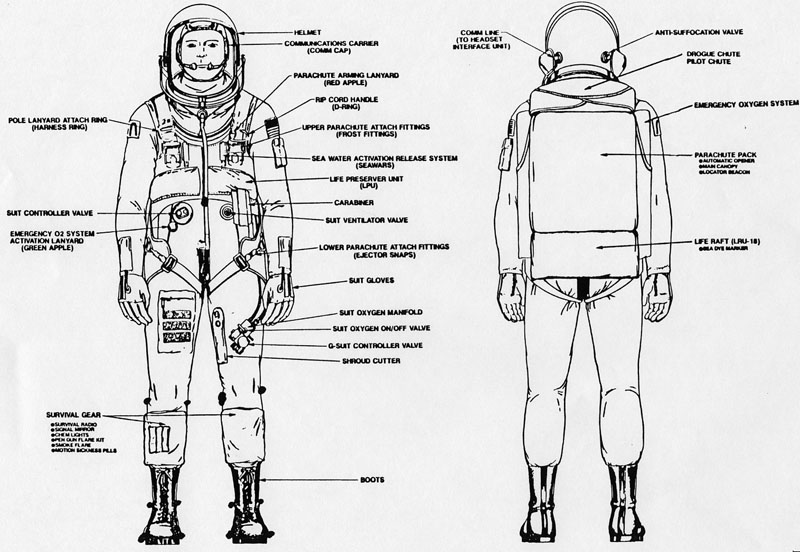 HELMET
COMMUNICATIONS CARRIER
(COMM CAP)
PARACHUTE ARMING LANYARD
(RED APPLE)
RIP CORD HANDLE
(D-RING)
POLE LANYARD ATTACH RING
(HARNESS RING)
UPPER PARACHUTE ATTACH FITTINGS
(FROST FITTINGS)
SEA WATER ACTIVATION RELEASE SYSTEM
(SEAWARS)
LIFE PRESERVER UNIT
(LPU)
CARABINER
SUIT CONTROLLER VALVE
SUIT VENTILATOR VALVE
EMERGENCY O2 SYSTEM
ACTIVATION LANYARD
(GREEN APPLE)
LOWER PARACHUTE ATTACH FITTINGS
(EJECTOR SNAPS)
SUIT GLOVES
SUIT OXYGEN MANIFOLD
SUIT OXYGEN ON/OFF VALVE
G-SUIT CONTROLLER VALVE
SHROUD CUTTER
SURVIVAL GEAR
●SURVIVAL RADIO
●SIGNAL MIRROR
●CHEM LIGHTS
●PEN GUN FLARE KIT
●SMOKE FLARE
●MOTION SICKNESS PILLS
BOOTS
COMM LINE
(TO HEADSET
INTERFACE UNIT)
ANTI-SUFFOCATION VALVE
DROGUE CHUTE
PILOT CHUTE
EMERGENCY OXYGEN SYSTEM
PARACHUTE PACK
●AUTOMATIC OPENER
●MAIN CANOPY
●LOCATOR BEACON
LIFE RAFT (LRU-18)
●SEA DYE MARKER